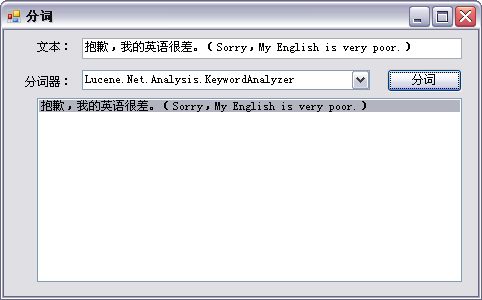 分词
文本： 抱歉，我的英语很差。（Sorry，My English is very poor.）
分词器： Lucene.Net.Analysis.KeywordAnalyzer 分词
抱歉，我的英语很差。（Sorry，My English is very poor.）